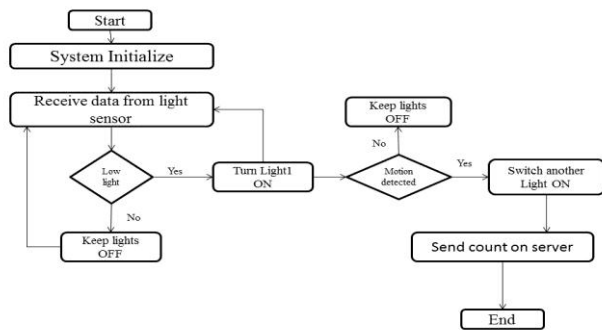 Start
System Initialize
Receive data from light
sensor
Low
light
Yes
No
Keep lights
OFF
Turn Light1
ON
Keep lights
OFF
No
Motion
detected
Yes
Switch another
Light ON
Send count on server
End